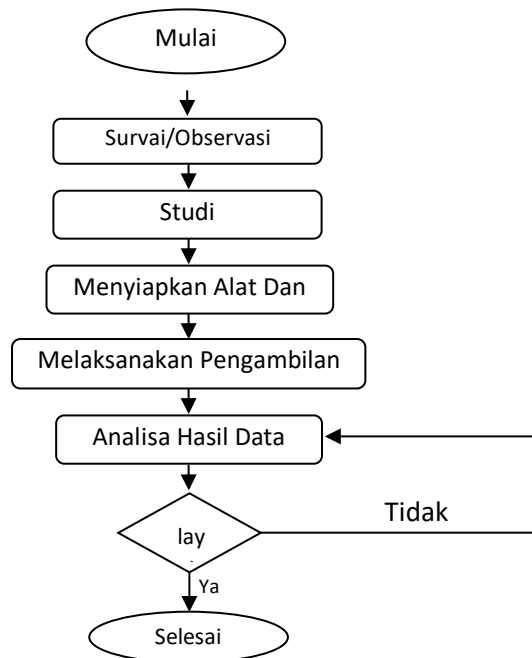 Mulai
Survai/Observasi
Studi
Menyiapkan Alat Dan
Melaksanakan Pengambilan
Analisa Hasil Data
Tidak
lay
Ya
Selesai